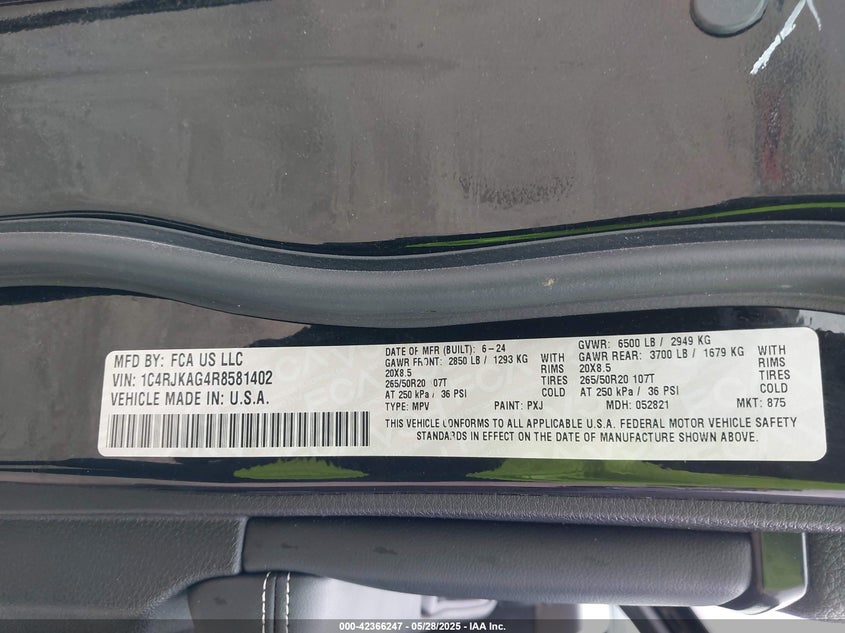 MFD BY: FCA US LLC
VIN: 1C4RJKAG4R8581402
VEHICLE MADE IN: U.S.A.
DATE OF MFR (BUILT): 6-24
GAWR FRONT: 2850 LB / 1293 KG WITH
20X8.5 RIMS
265/50R20 07T TIRES
AT 250 kPa / 36 PSI COLD
TYPE: MPV PAINT: PXJ
GVWR: 6500 LB / 2949 KG
GAWR REAR: 3700 LB / 1679 KG WITH
20X8.5 RIMS
265/50R20 107T TIRES
AT 250 kPa / 36 PSI COLD
MDH: 052821 MKT: 875
THIS VEHICLE CONFORMS TO ALL APPLICABLE U.S.A. FEDERAL MOTOR VEHICLE SAFETY
STANDARDS IN EFFECT ON THE DATE OF MANUFACTURE SHOWN ABOVE.
000-42366247 - 05/28/2025 - IAA Inc.